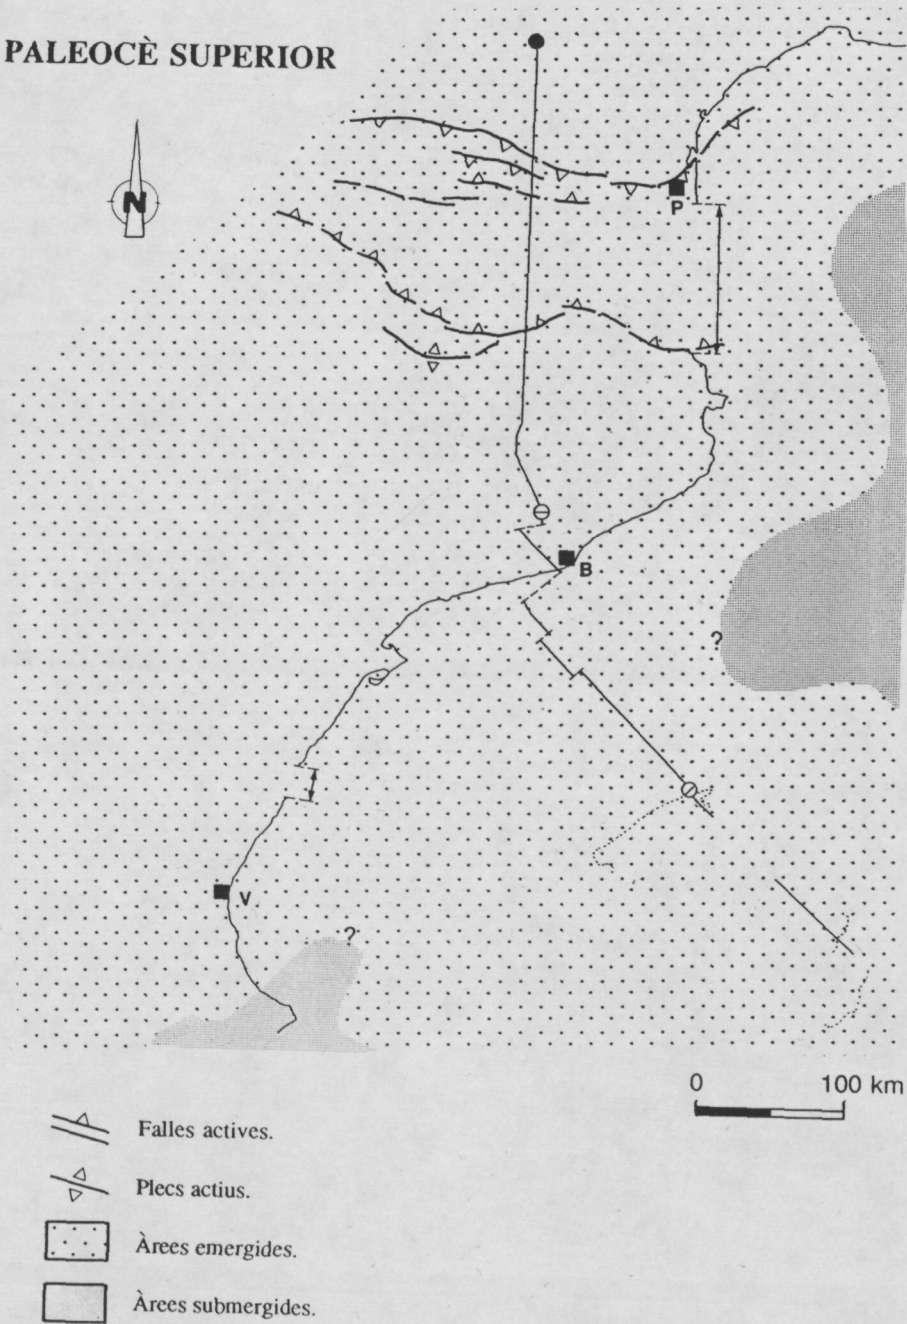 PALEOCÈ SUPERIOR
N
P
B
?
V
?
0 100 km
Falles actives.
Plecs actius.
Àrees emergides.
Àrees submergides.